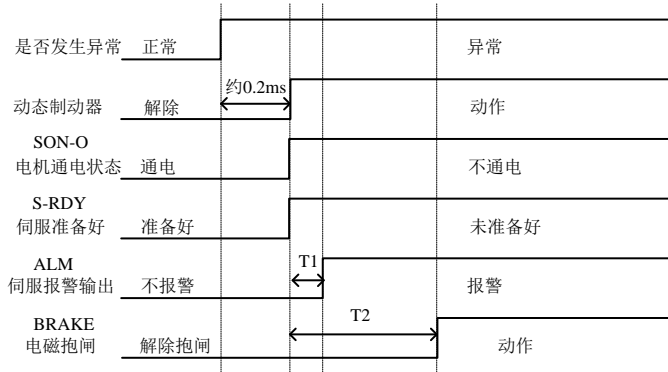 是否发生异常 正常 异常
约0.2ms
动态制动器 解除 动作
SON-O
电机通电状态 通电 不通电
S-RDY
伺服准备好 准备好 未准备好
ALM T1
伺服报警输出 不报警 报警
BRAKE T2
电磁抱闸 解除抱闸 动作